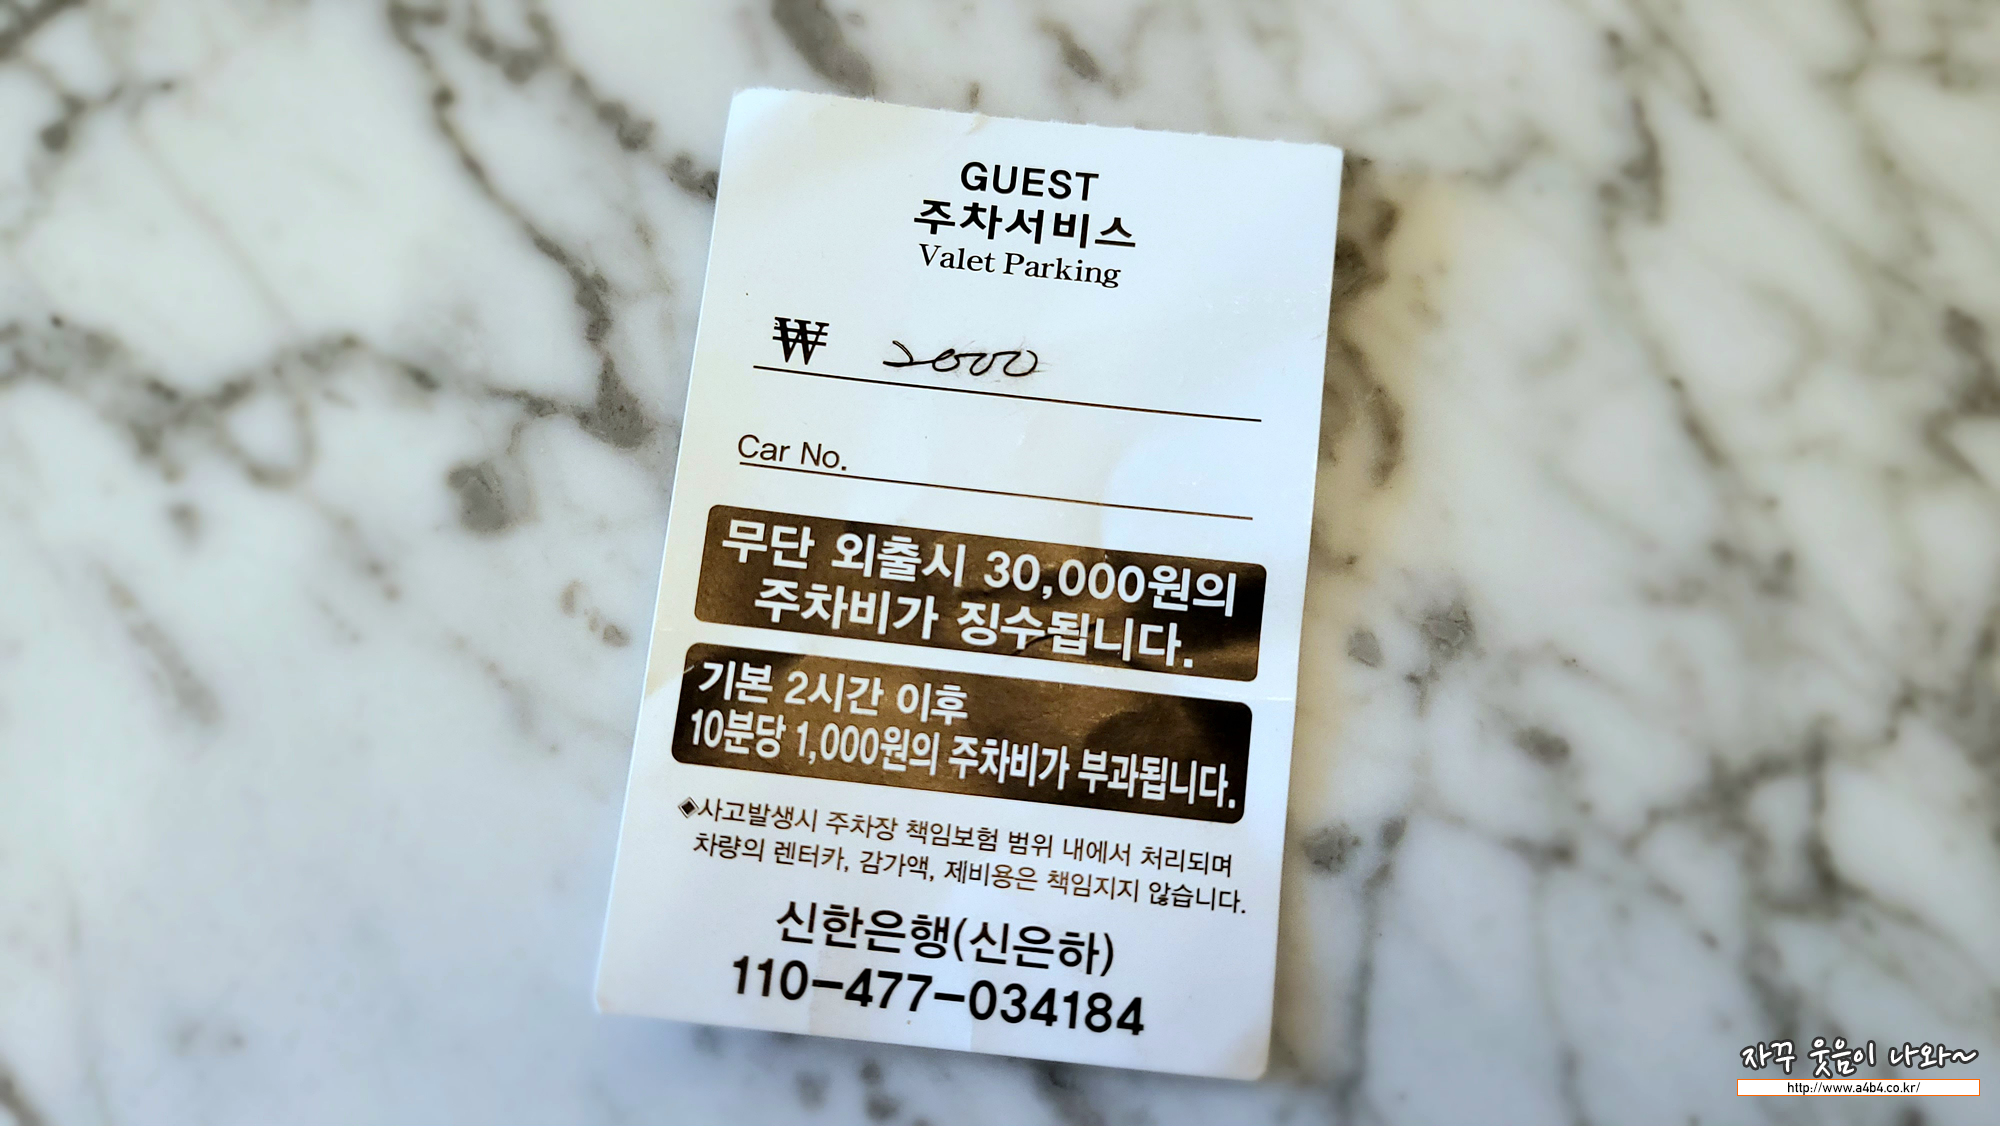 GUEST
주차서비스
Valet Parking
₩ 2000
Car No.
무단 외출시 30,000원의
주차비가 징수됩니다.
기본 2시간 이후
10분당 1,000원의 주차비가 부과됩니다.
◈사고발생시 주차장 책임보험 범위 내에서 처리되며
차량의 렌터카, 감가액, 제비용은 책임지지 않습니다.
신한은행(신은하)
110-477-034184
자꾸 웃음이 나와~
http://www.a4b4.co.kr/